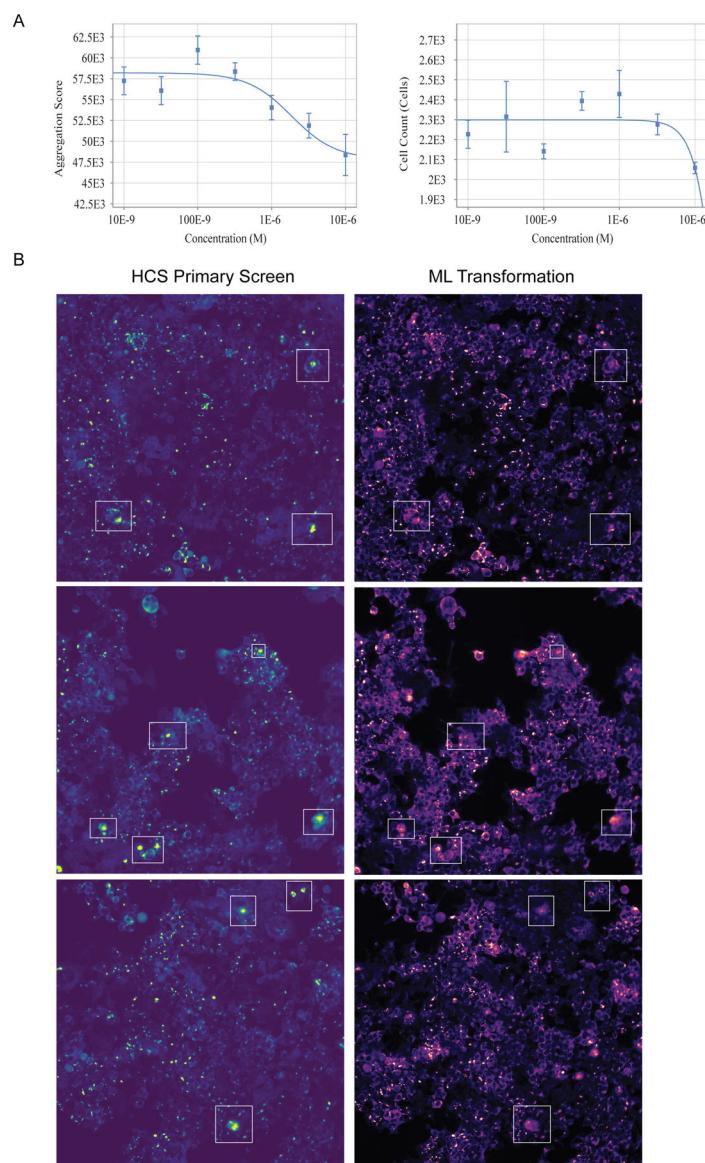 A
62.5E3
60E3
57.5E3
55E3
52.5E3
50E3
47.5E3
45E3
42.5E3
Aggregation Score
10E-9
100E-9
1E-6
10E-6
Concentration (M)
2.7E3
2.6E3
2.5E3
2.4E3
2.3E3
2.2E3
2.1E3
2E3
1.9E3
Cell Count (Cells)
10E-9
100E-9
1E-6
10E-6
Concentration (M)
B
HCS Primary Screen
ML Transformation